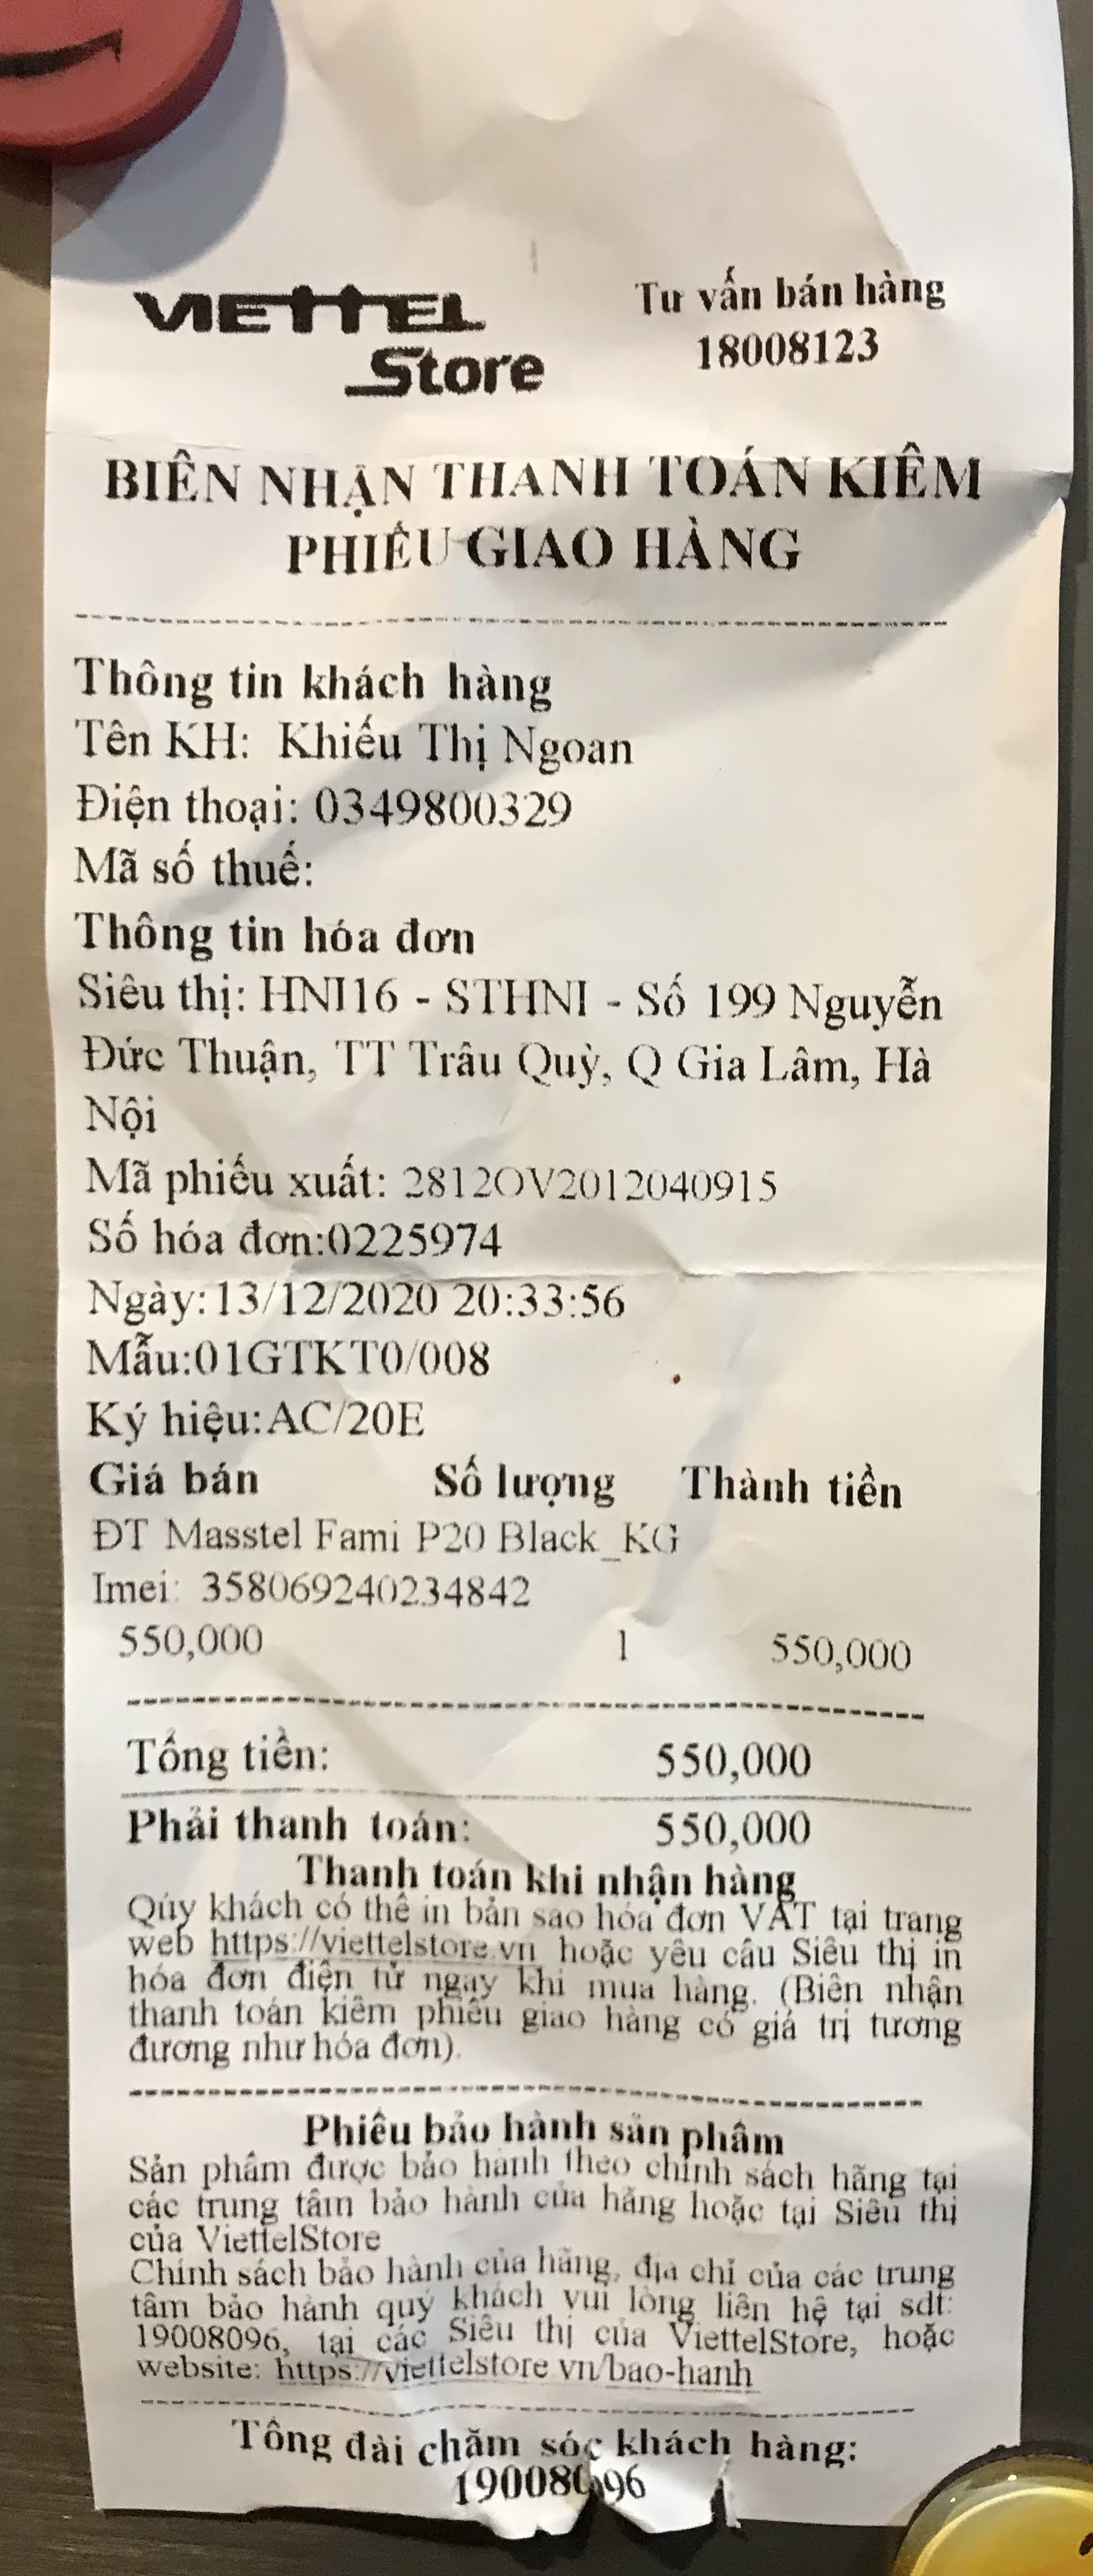 VIETTEL
Store
Tư vấn bán hàng
18008123
BIÊN NHẬN THANH TOÁN KIÊM
PHIẾU GIAO HÀNG
Thông tin khách hàng
Tên KH: Khiếu Thị Ngoan
Điện thoại: 0349800329
Mã số thuế:
Thông tin hóa đơn
Siêu thị: HNI16 - STHNI - Số 199 Nguyễn
Đức Thuận, TT Trâu Quỳ, Q Gia Lâm, Hà
Nội
Mã phiếu xuất: 2812OV2012040915
Số hóa đơn:0225974
Ngày:13/12/2020 20:33:56
Mẫu:01GTKT0/008
Ký hiệu:AC/20E
Giá bán Số lượng Thành tiền
ĐT Masstel Fami P20 Black_KG
Imei: 358069240234842
550,000 1 550,000
Tổng tiền: 550,000
Phải thanh toán: 550,000
Thanh toán khi nhận hàng
Qúy khách có thể in bản sao hóa đơn VAT tại trang
web https://viettelstore.vn hoặc yêu cầu Siêu thị in
hóa đơn điện tử ngay khi mua hàng. (Biên nhận
thanh toán kiêm phiếu giao hàng có giá trị tương
đương như hóa đơn).
Phiếu bảo hành sản phẩm
Sản phẩm được bảo hành theo chính sách hãng tại
các trung tâm bảo hành của hãng hoặc tại Siêu thị
của ViettelStore
Chính sách bảo hành của hãng, địa chỉ của các trung
tâm bảo hành quý khách vui lòng liên hệ tại sdt:
19008096, tại các Siêu thị của ViettelStore, hoặc
website: https://viettelstore.vn/bao-hanh
Tổng đài chăm sóc khách hàng:
19008096